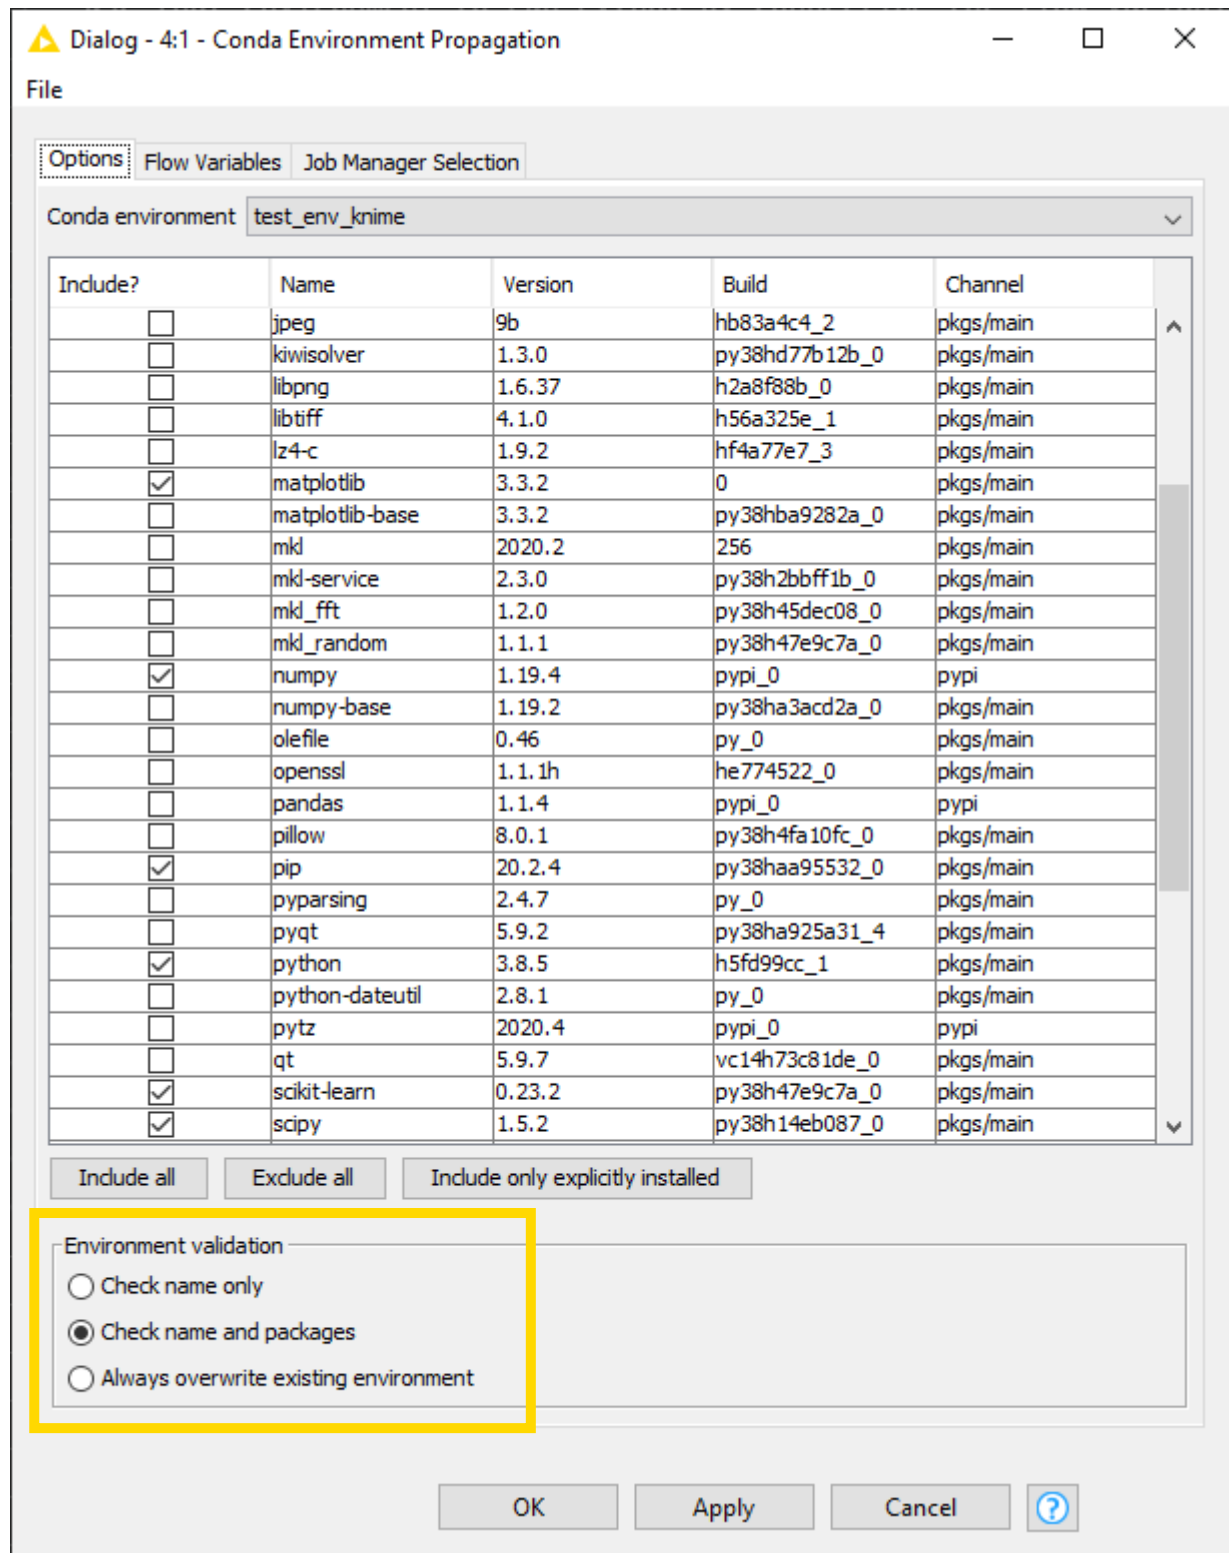 Dialog - 4:1 - Conda Environment Propagation
File
Options Flow Variables Job Manager Selection
Conda environment test_env_knime
Include? Name Version Build Channel
jpeg 9b hb83a4c4_2 pkgs/main
kiwisolver 1.3.0 py38hd77b12b_0 pkgs/main
libpng 1.6.37 h2a8f88b_0 pkgs/main
libtiff 4.1.0 h56a325e_1 pkgs/main
lz4-c 1.9.2 hf4a77e7_3 pkgs/main
matplotlib 3.3.2 0 pkgs/main
matplotlib-base 3.3.2 py38hba9282a_0 pkgs/main
mkl 2020.2 256 pkgs/main
mkl-service 2.3.0 py38h2bbff1b_0 pkgs/main
mkl_fft 1.2.0 py38h45dec08_0 pkgs/main
mkl_random 1.1.1 py38h47e9c7a_0 pkgs/main
numpy 1.19.4 pypi_0 pypi
numpy-base 1.19.2 py38ha3acd2a_0 pkgs/main
olefile 0.46 py_0 pkgs/main
openssl 1.1.1h he774522_0 pkgs/main
pandas 1.1.4 pypi_0 pypi
pillow 8.0.1 py38h4fa10fc_0 pkgs/main
pip 20.2.4 py38haa95532_0 pkgs/main
pyparsing 2.4.7 py_0 pkgs/main
pyqt 5.9.2 py38ha925a31_4 pkgs/main
python 3.8.5 h5fd99cc_1 pkgs/main
python-dateutil 2.8.1 py_0 pkgs/main
pytz 2020.4 pypi_0 pypi
qt 5.9.7 vc14h73c81de_0 pkgs/main
scikit-learn 0.23.2 py38h47e9c7a_0 pkgs/main
scipy 1.5.2 py38h14eb087_0 pkgs/main
Include all Exclude all Include only explicitly installed
Environment validation
Check name only
Check name and packages
Always overwrite existing environment
OK Apply Cancel ?